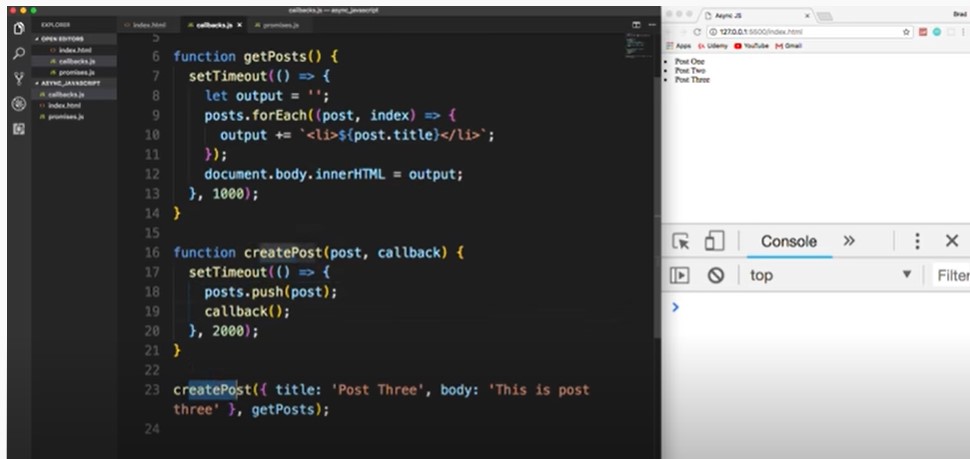 callbacks.js — async_javascript
EXPLORER
OPEN EDITORS
index.html
callbacks.js
promises.js
ASYNC_JAVASCRIPT
callbacks.js
index.html
promises.js
index.html
callbacks.js
promises.js
5
6 function getPosts() {
7 setTimeout(() => {
8 let output = '';
9 posts.forEach((post, index) => {
10 output += `<li>${post.title}</li>`;
11 });
12 document.body.innerHTML = output;
13 }, 1000);
14 }
15
16 function createPost(post, callback) {
17 setTimeout(() => {
18 posts.push(post);
19 callback();
20 }, 2000);
21 }
22
23 createPost({ title: 'Post Three', body: 'This is post
three' }, getPosts);
24
Async JS
Brad
127.0.0.1:5500/index.html
Apps Udemy YouTube Gmail
Post One
Post Two
Post Three
Console
top
Filter